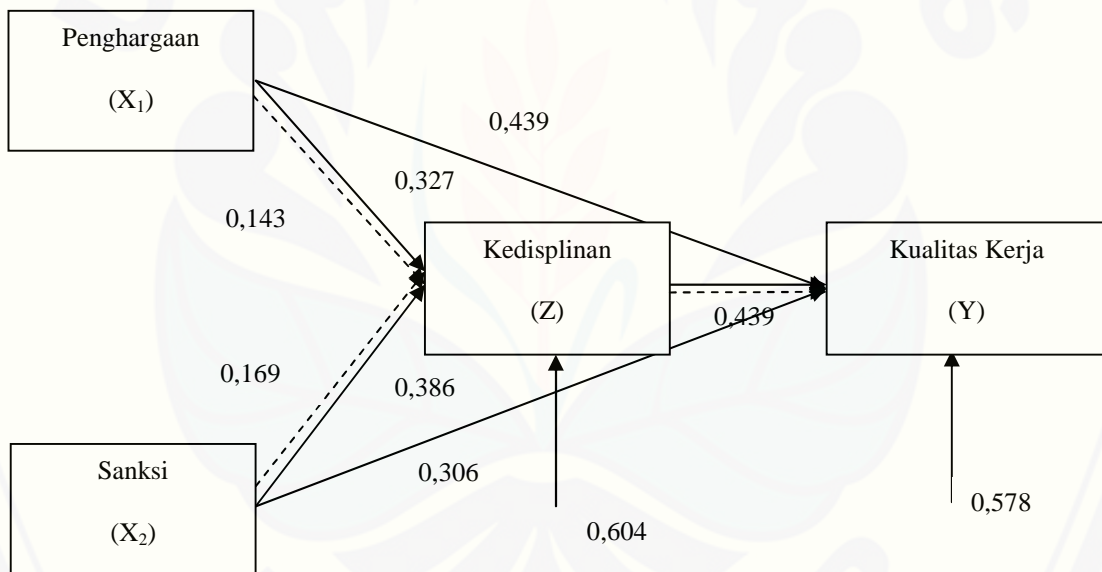 Penghargaan
(X₁)
0,439
0,327
0,143
Kedisplinan
(Z)
Kualitas Kerja
(Y)
0,439
0,169
0,386
Sanksi
(X₂)
0,306
0,604
0,578